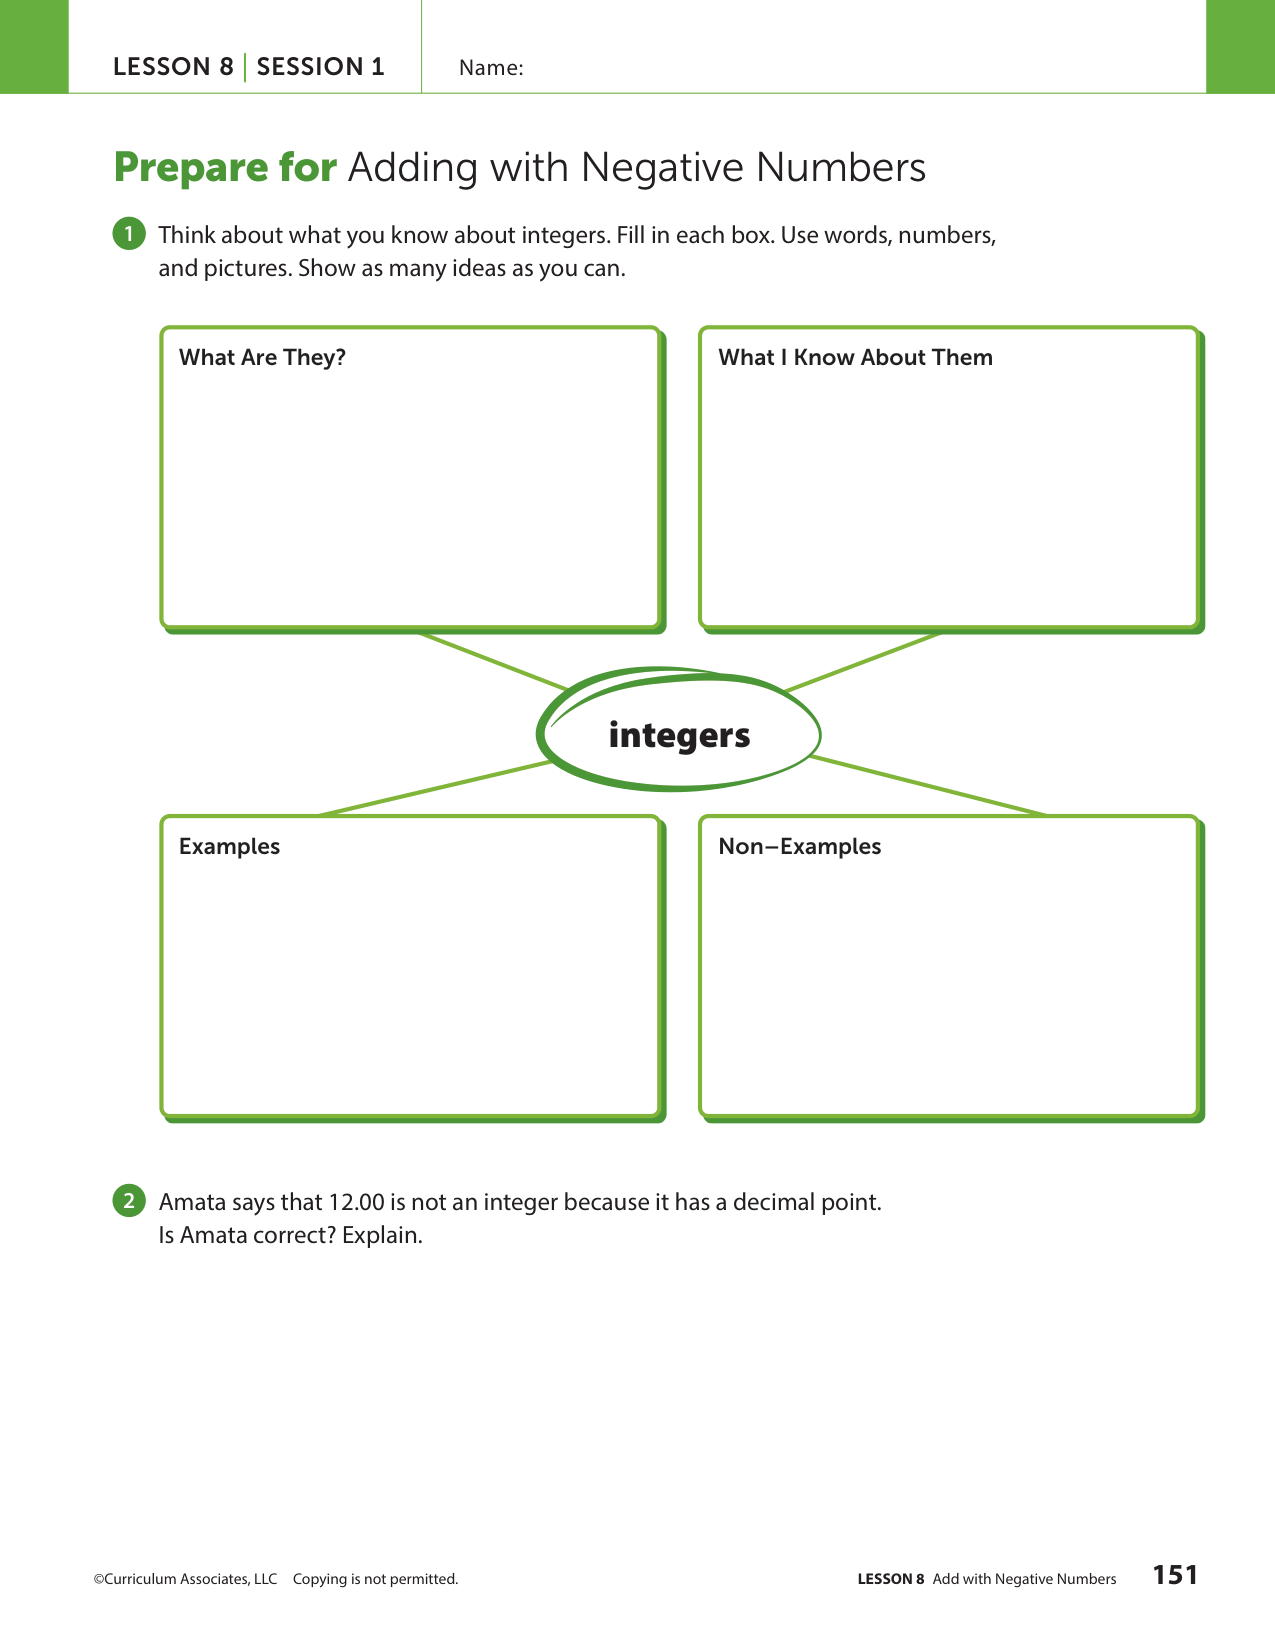 LESSON 8 | SESSION 1
Name:
Prepare for Adding with Negative Numbers
1 Think about what you know about integers. Fill in each box. Use words, numbers,
and pictures. Show as many ideas as you can.
What Are They?
What I Know About Them
integers
Examples
Non–Examples
2 Amata says that 12.00 is not an integer because it has a decimal point.
Is Amata correct? Explain.
©Curriculum Associates, LLC Copying is not permitted.
LESSON 8 Add with Negative Numbers 151